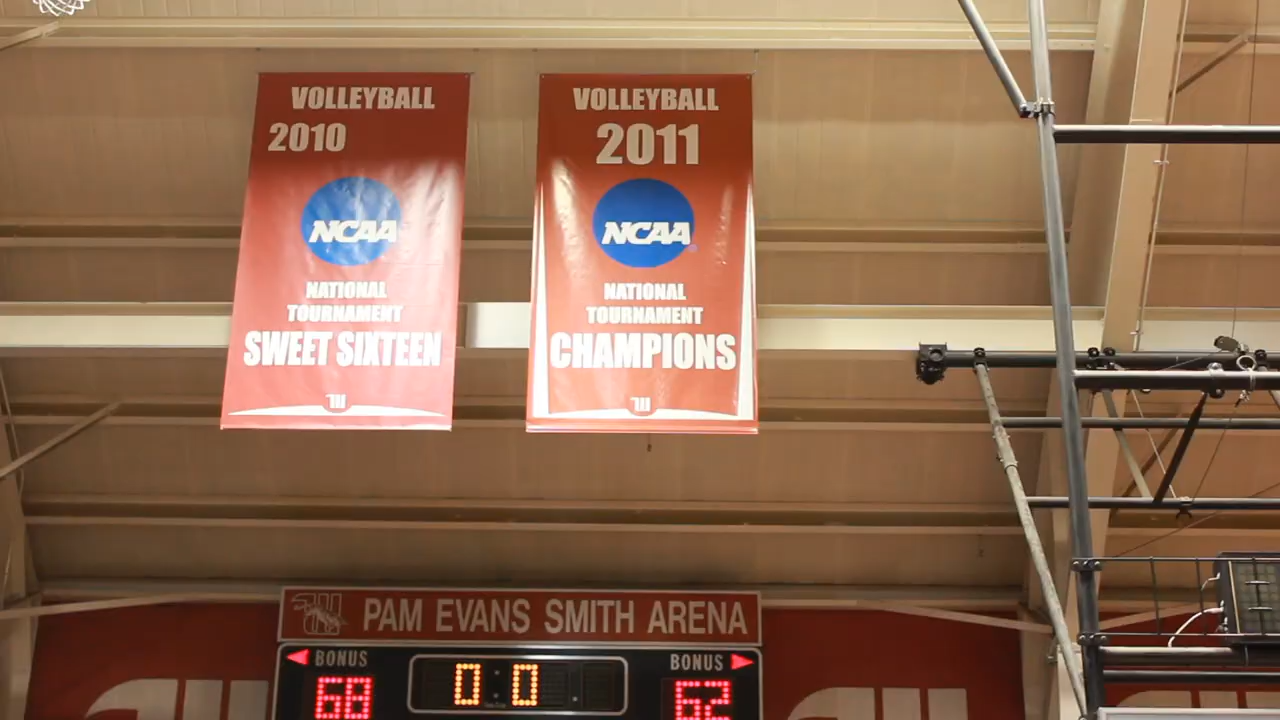 VOLLEYBALL
2010
NCAA
NATIONAL
TOURNAMENT
SWEET SIXTEEN
VOLLEYBALL
2011
NCAA
NATIONAL
TOURNAMENT
CHAMPIONS
PAM EVANS SMITH ARENA
BONUS
BONUS
68
0:0
62